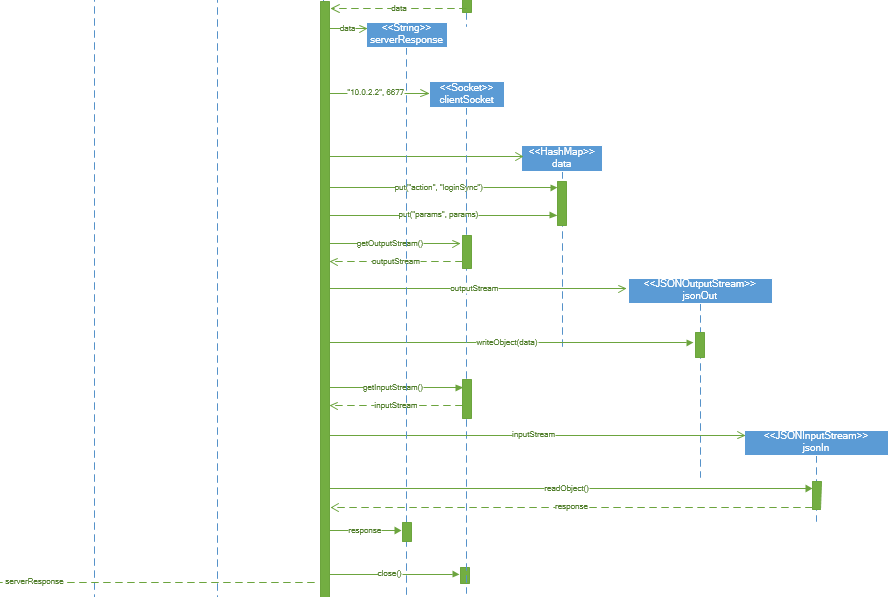 data
data
<<String>>
serverResponse
"10.0.2.2", 6677
<<Socket>>
clientSocket
<<HashMap>>
data
put("action", "loginSync")
put("params", params)
getOutputStream()
outputStream
outputStream
<<JSONOutputStream>>
jsonOut
writeObject(data)
getInputStream()
inputStream
inputStream
<<JSONInputStream>>
jsonIn
readObject()
response
response
close()
serverResponse